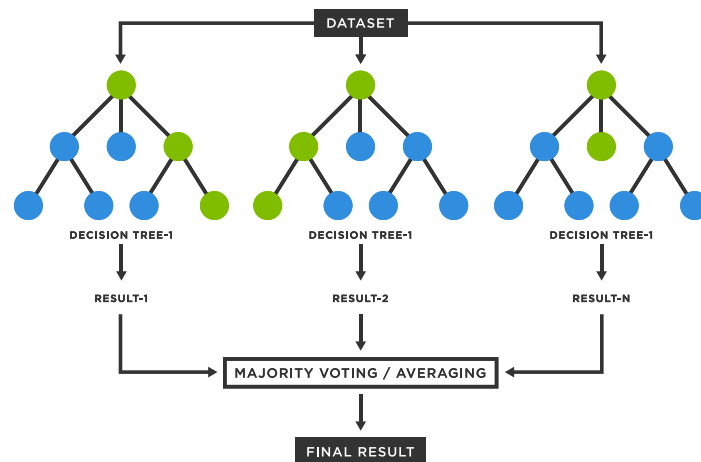 DATASET
DECISION TREE-1
DECISION TREE-1
DECISION TREE-1
RESULT-1
RESULT-2
RESULT-N
MAJORITY VOTING / AVERAGING
FINAL RESULT